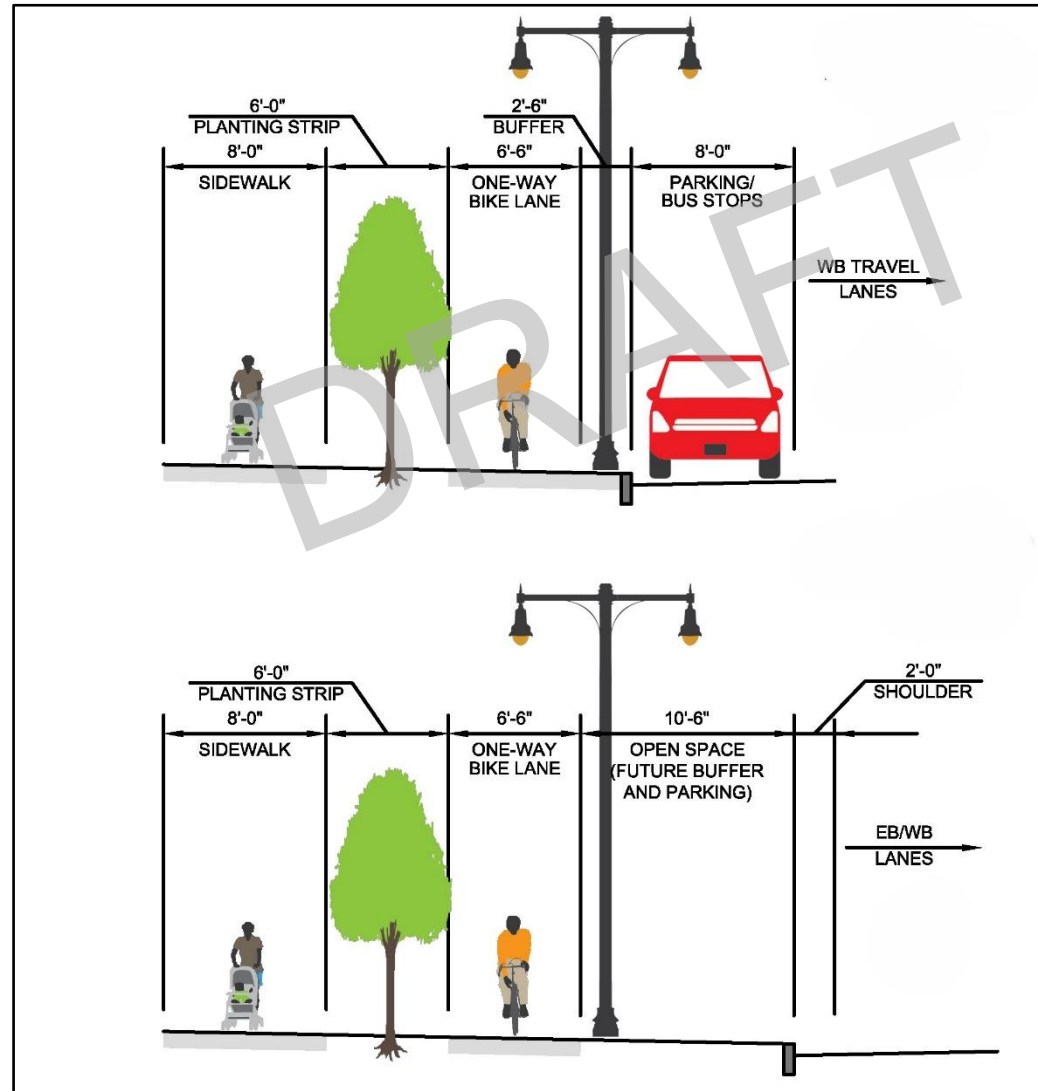 6'-0"
PLANTING STRIP
2'-6"
BUFFER
8'-0"
SIDEWALK
6'-6"
ONE-WAY
BIKE LANE
8'-0"
PARKING/
BUS STOPS
WB TRAVEL
LANES
DRAFT
6'-0"
PLANTING STRIP
2'-0"
SHOULDER
8'-0"
SIDEWALK
6'-6"
ONE-WAY
BIKE LANE
10'-6"
OPEN SPACE
(FUTURE BUFFER
AND PARKING)
EB/WB
LANES